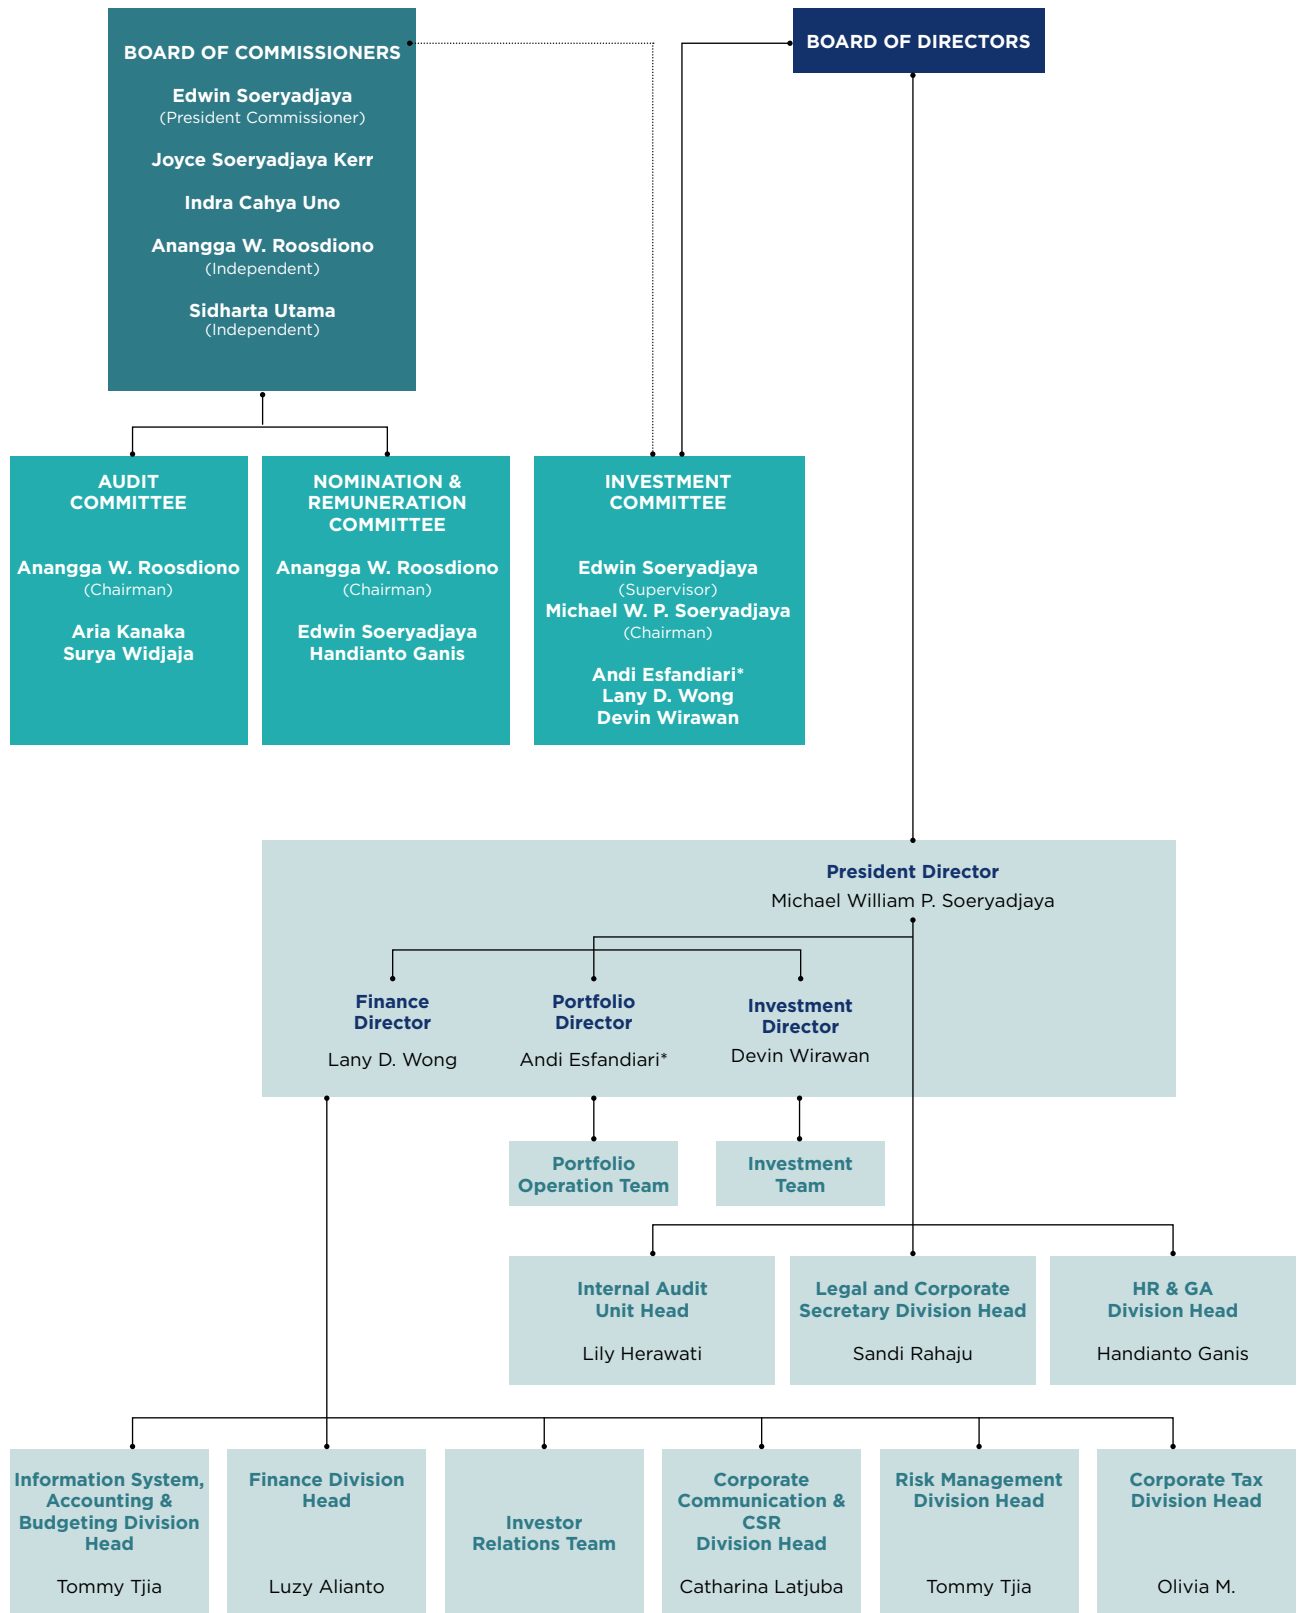 BOARD OF COMMISSIONERS
Edwin Soeryadjaya
(President Commissioner)
Joyce Soeryadjaya Kerr
Indra Cahya Uno
Anangga W. Roosdiono
(Independent)
Sidharta Utama
(Independent)
BOARD OF DIRECTORS
AUDIT
COMMITTEE
Anangga W. Roosdiono
(Chairman)
Aria Kanaka
Surya Widjaja
NOMINATION &
REMUNERATION
COMMITTEE
Anangga W. Roosdiono
(Chairman)
Edwin Soeryadjaya
Handianto Ganis
INVESTMENT
COMMITTEE
Edwin Soeryadjaya
(Supervisor)
Michael W. P. Soeryadjaya
(Chairman)
Andi Esfandiari*
Lany D. Wong
Devin Wirawan
President Director
Michael William P. Soeryadjaya
Finance
Director
Lany D. Wong
Portfolio
Director
Andi Esfandiari*
Investment
Director
Devin Wirawan
Portfolio
Operation Team
Investment
Team
Internal Audit
Unit Head
Lily Herawati
Legal and Corporate
Secretary Division Head
Sandi Rahaju
HR & GA
Division Head
Handianto Ganis
Information System,
Accounting &
Budgeting Division
Head
Tommy Tjia
Finance Division
Head
Luzy Alianto
Investor
Relations Team
Corporate
Communication &
CSR
Division Head
Catharina Latjuba
Risk Management
Division Head
Tommy Tjia
Corporate Tax
Division Head
Olivia M.